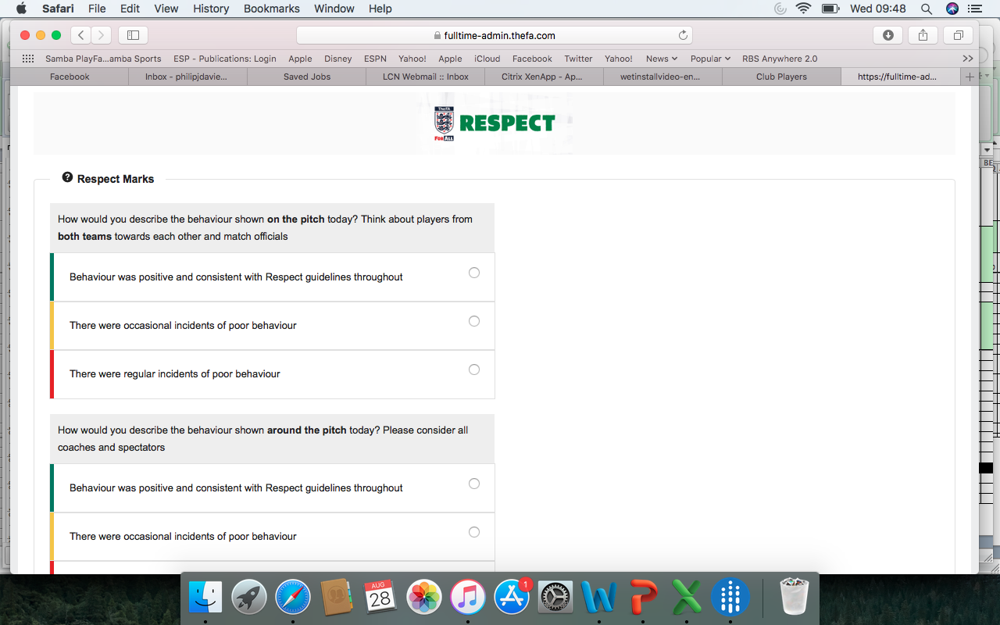 Safari File Edit View History Bookmarks Window Help Wed 09:48
fulltime-admin.thefa.com
Samba PlayFa...amba Sports ESP - Publications: Login Apple Disney ESPN Yahoo! Apple iCloud Facebook Twitter Yahoo! News Popular RBS Anywhere 2.0 >>
Facebook Inbox - philipjdavie... Saved Jobs LCN Webmail :: Inbox Citrix XenApp - Ap... wetinstallvideo-en... Club Players https://fulltime-ad... +
TheFA
RESPECT
For All
? Respect Marks
BE
How would you describe the behaviour shown on the pitch today? Think about players from
both teams towards each other and match officials
Behaviour was positive and consistent with Respect guidelines throughout
There were occasional incidents of poor behaviour
There were regular incidents of poor behaviour
How would you describe the behaviour shown around the pitch today? Please consider all
coaches and spectators
Behaviour was positive and consistent with Respect guidelines throughout
There were occasional incidents of poor behaviour
AUG
28
1